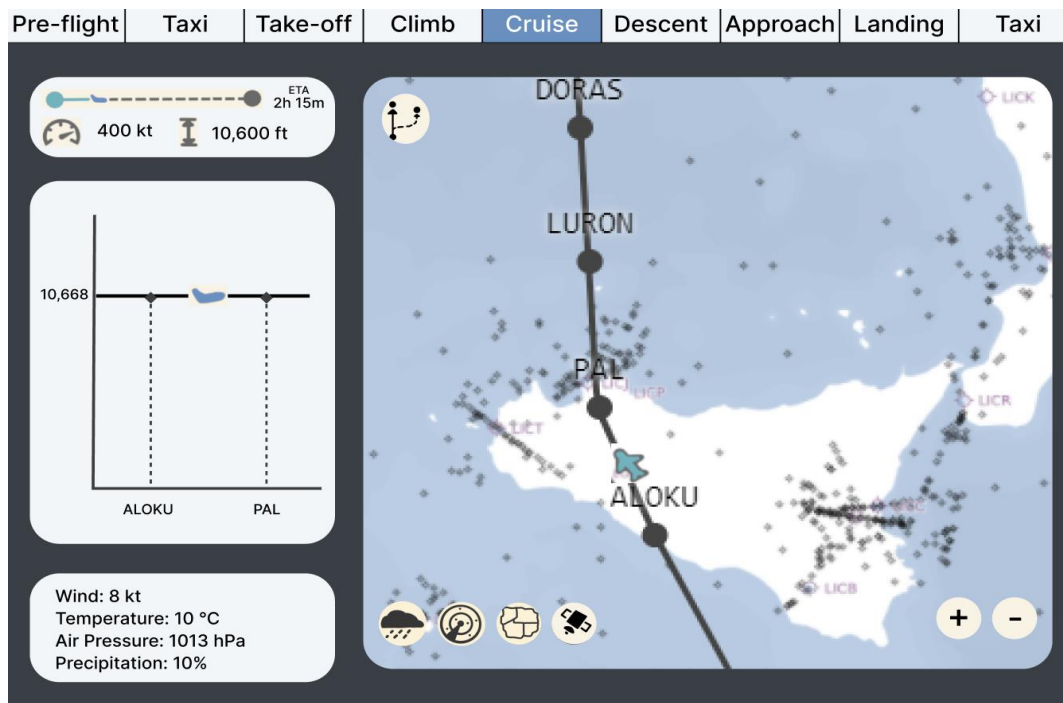 Pre-flight
Taxi
Take-off
Climb
Cruise
Descent
Approach
Landing
Taxi
ETA
2h 15m
400 kt
10,600 ft
10,668
ALOKU
PAL
Wind: 8 kt
Temperature: 10 °C
Air Pressure: 1013 hPa
Precipitation: 10%
DORAS
LICK
LURON
PAL
LICJ
LICP
LICR
LICT
ALOKU
LICB
+
-